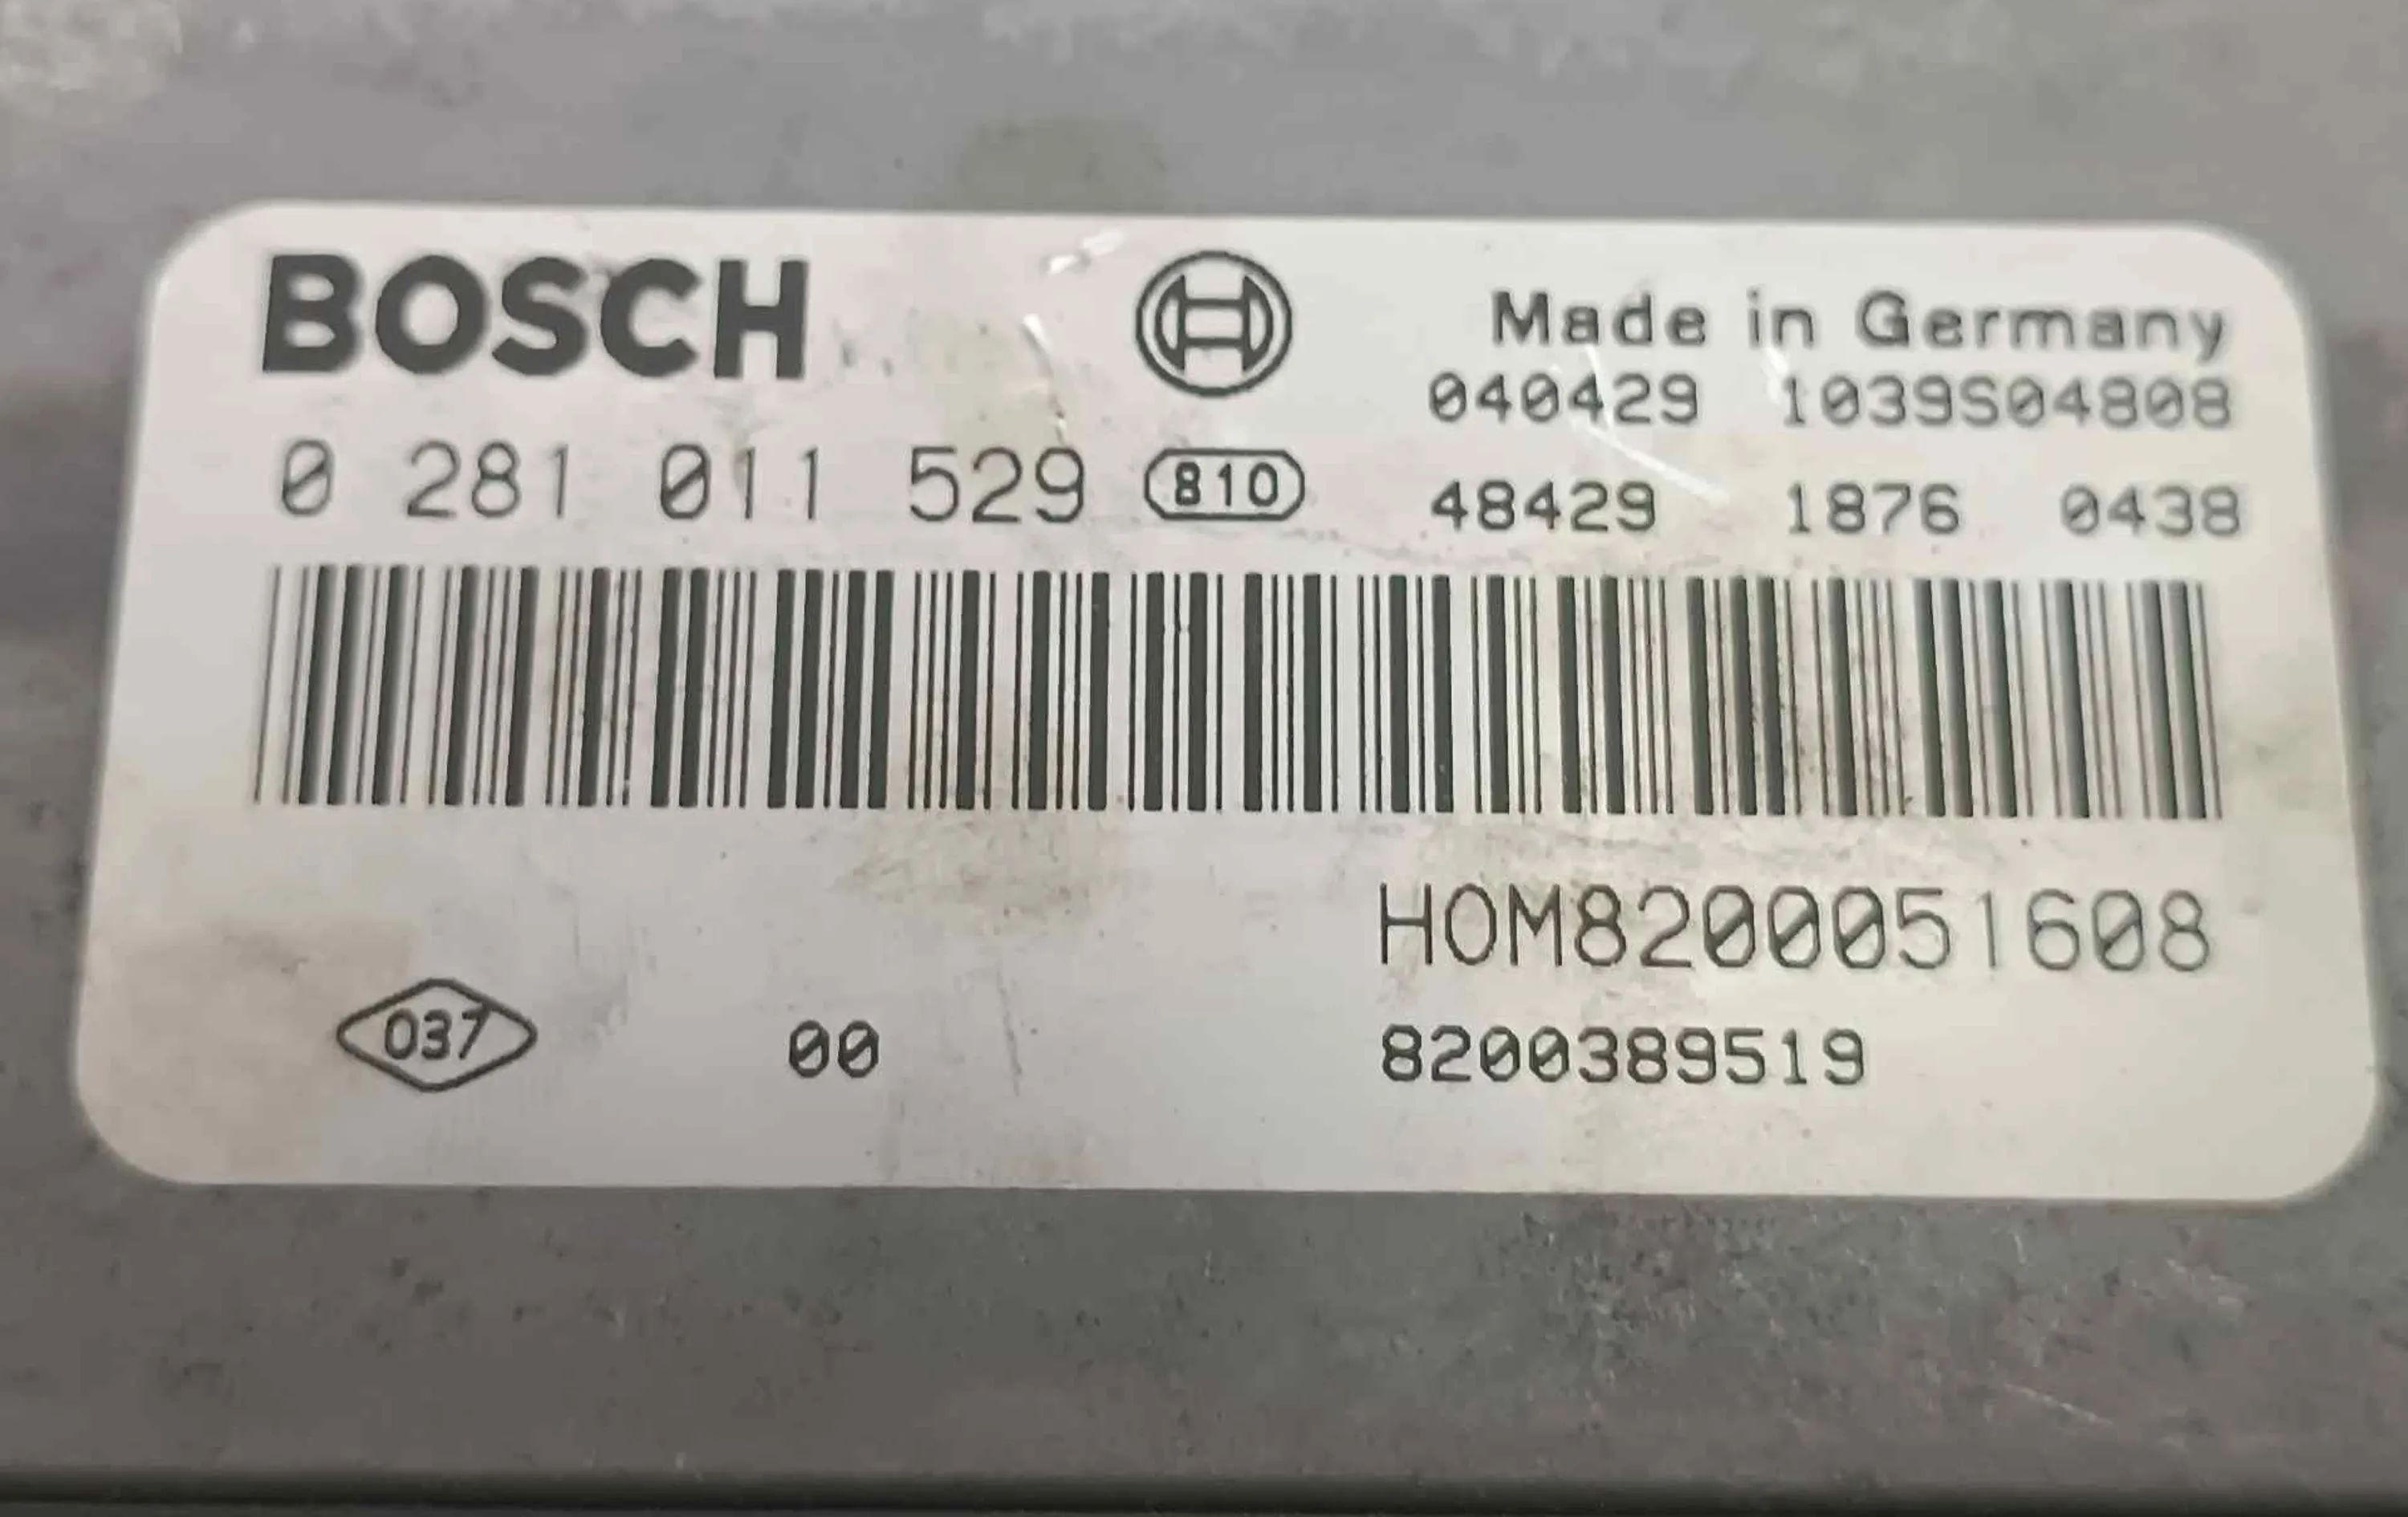 BOSCH
Made in Germany
040429 1039S04808
0 281 011 529 810 48429 1876 0438
HOM8200051608
037 00 8200389519